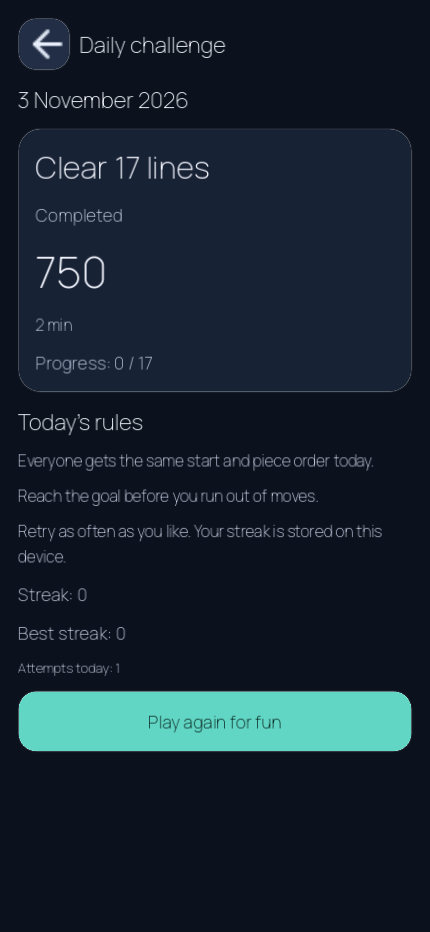 Daily challenge
3 November 2026
Clear 17 lines
Completed
750
2 min
Progress: 0 / 17
Today's rules
Everyone gets the same start and piece order today.
Reach the goal before you run out of moves.
Retry as often as you like. Your streak is stored on this
device.
Streak: 0
Best streak: 0
Attempts today: 1
Play again for fun